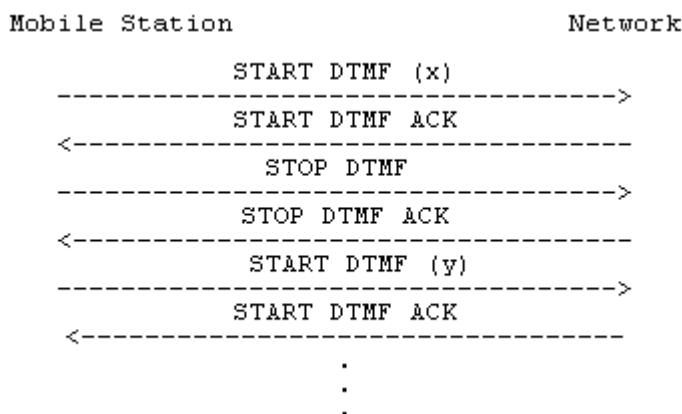 Mobile Station Network
START DTMF (x)
----------------------------------->
START DTMF ACK
<-----------------------------------
STOP DTMF
----------------------------------->
STOP DTMF ACK
<-----------------------------------
START DTMF (y)
----------------------------------->
START DTMF ACK
<----------------------------------
.
.
.